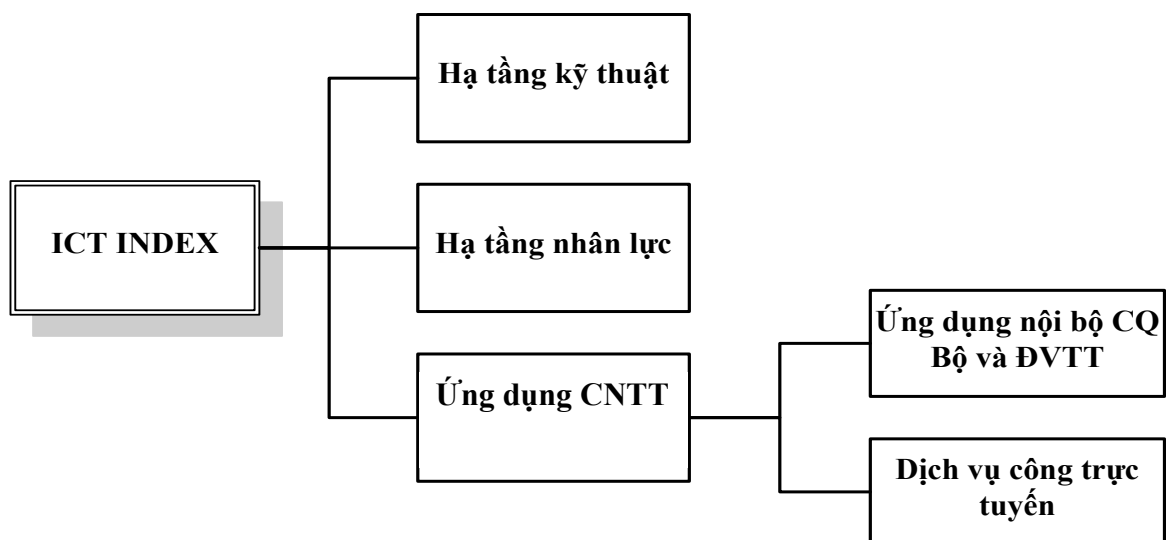 Hạ tầng kỹ thuật
ICT INDEX
Hạ tầng nhân lực
Ứng dụng CNTT
Ứng dụng nội bộ CQ
Bộ và ĐVTT
Dịch vụ công trực
tuyến